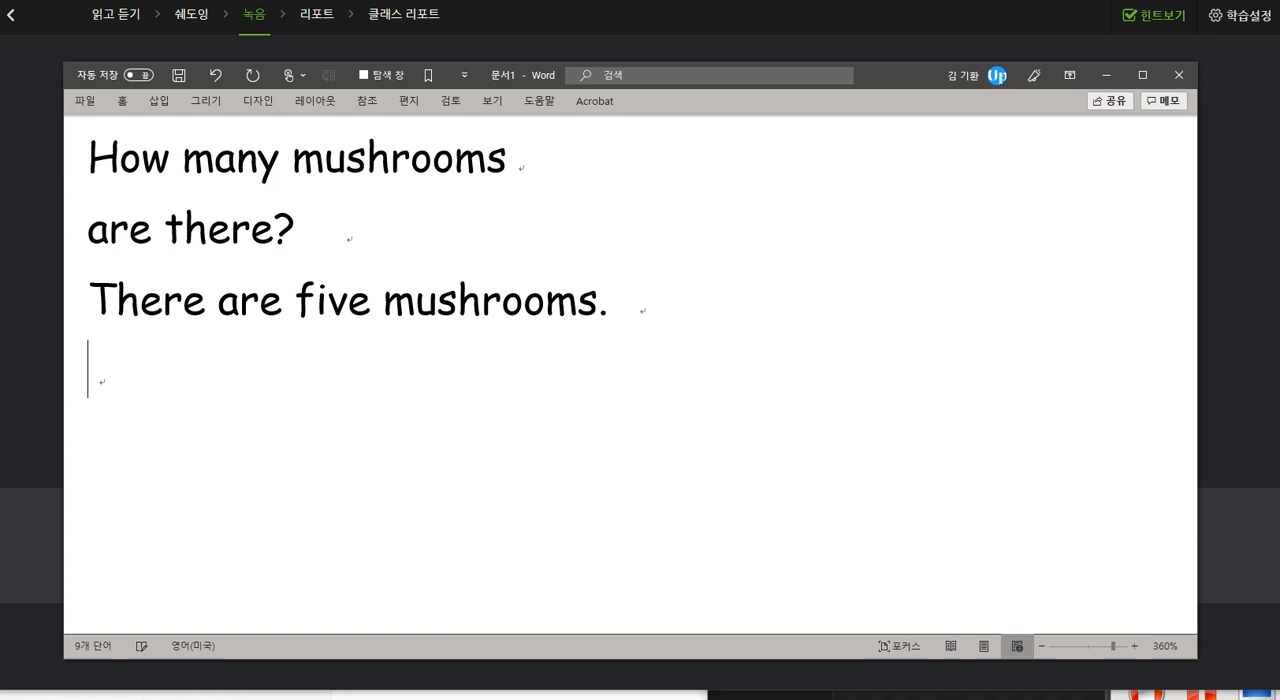 읽고 듣기 > 쉐도잉 > 녹음 > 리포트 > 클래스 리포트 힌트보기 학습설정
자동 저장 끔 탐색 창 문서1 - Word 검색 김 기환 Up
파일 홈 삽입 그리기 디자인 레이아웃 참조 편지 검토 보기 도움말 Acrobat 공유 메모
How many mushrooms
are there?
There are five mushrooms.
9개 단어 영어(미국) 포커스 360%